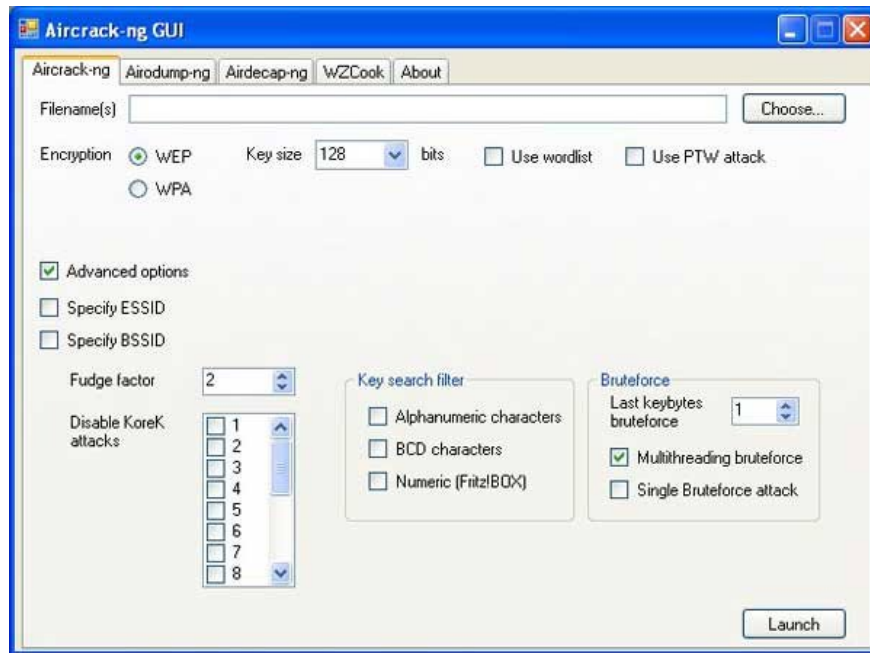 Aircrack-ng GUI
Aircrack-ng Airodump-ng Airdecap-ng WZCook About
Filename(s) Choose...
Encryption WEP Key size 128 bits Use wordlist Use PTW attack
WPA
Advanced options
Specify ESSID
Specify BSSID
Fudge factor 2
Disable KoreK
attacks
1
2
3
4
5
6
7
8
Key search filter
Alphanumeric characters
BCD characters
Numeric (Fritz!BOX)
Bruteforce
Last keybytes
bruteforce
1
Multithreading bruteforce
Single Bruteforce attack
Launch